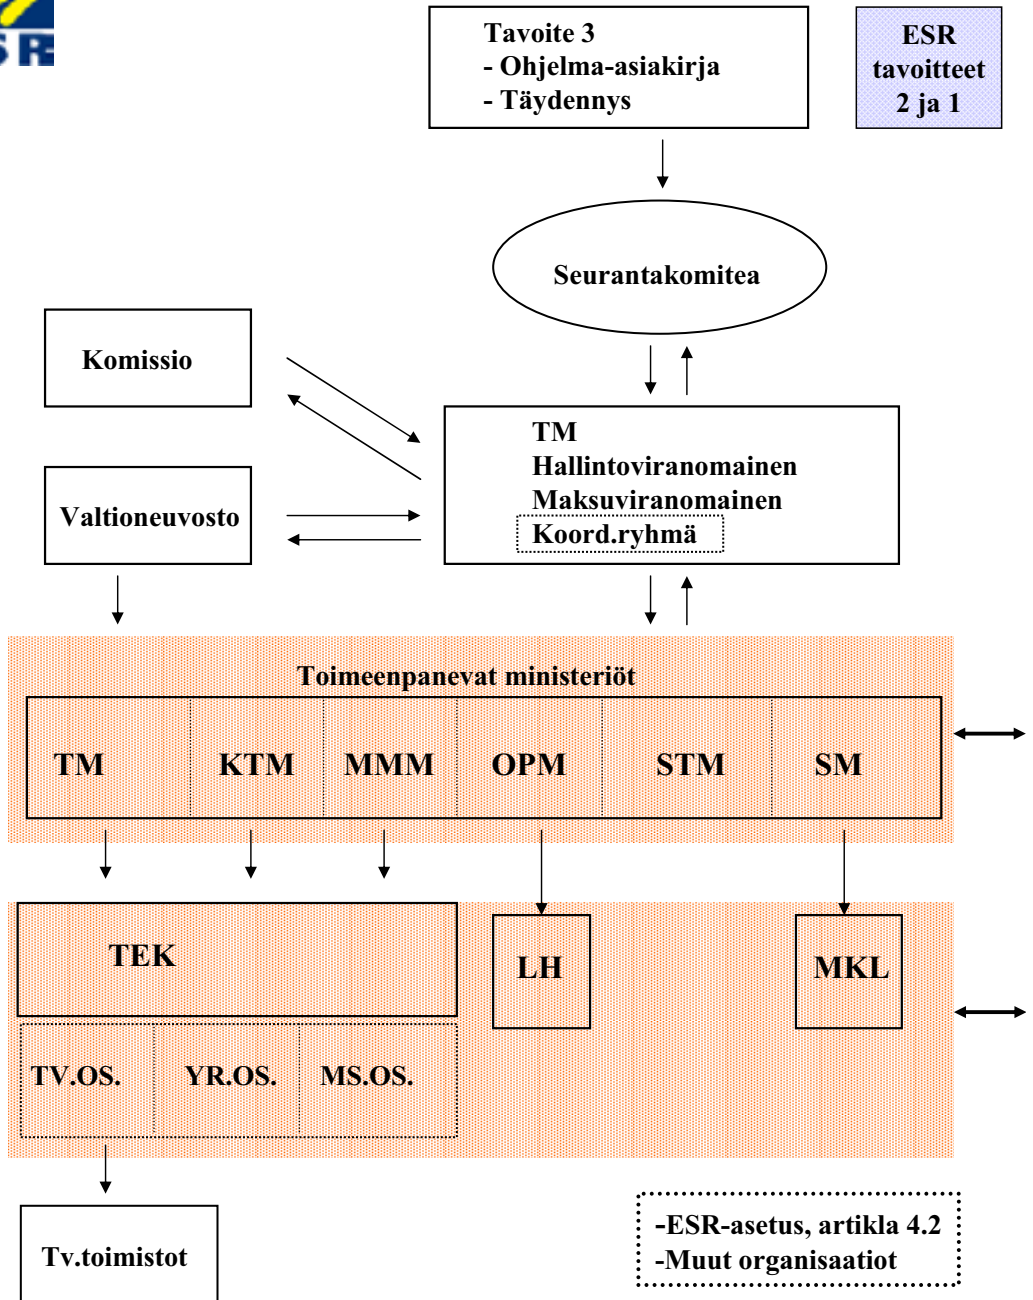 SR
Tavoite 3
- Ohjelma-asiakirja
- Täydennys
ESR
tavoitteet
2 ja 1
Seurantakomitea
Komissio
TM
Hallintoviranomainen
Maksuviranomainen
Koord.ryhmä
Valtioneuvosto
Toimeenpanevat ministeriöt
TM KTM MMM OPM STM SM
TEK LH MKL
TV.OS. YR.OS. MS.OS.
Tv.toimistot
-ESR-asetus, artikla 4.2
-Muut organisaatiot